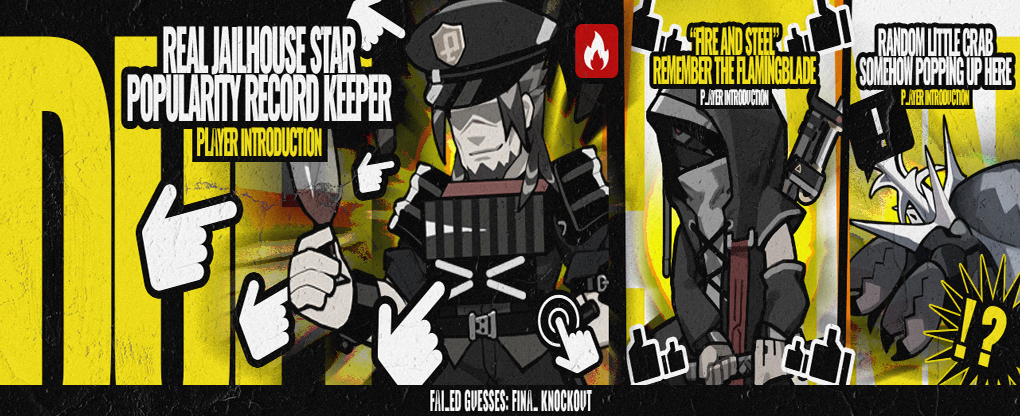 REAL JAILHOUSE STAR
POPULARITY RECORD KEEPER
PLAYER INTRODUCTION
"FIRE AND STEEL"
REMEMBER THE FLAMINGBLADE
PLAYER INTRODUCTION
RANDOM LITTLE CRAB
SOMEHOW POPPING UP HERE
PLAYER INTRODUCTION
!?
FAILED GUESSES: FINAL KNOCKOUT